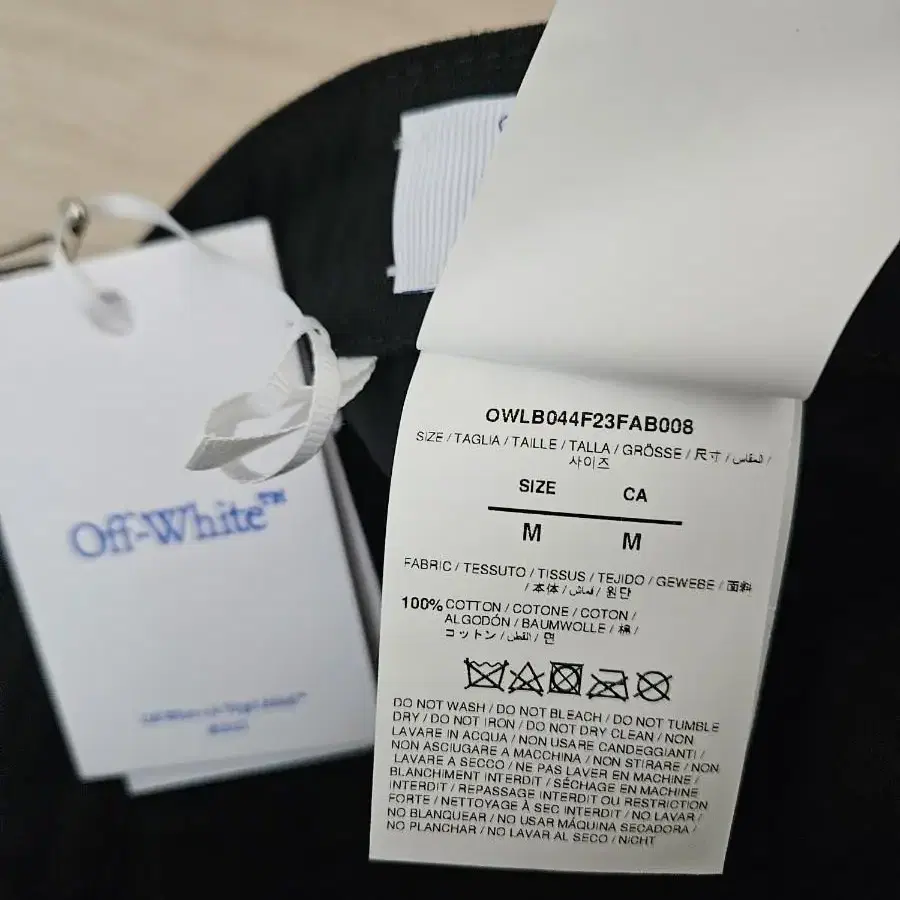 Off-White™
OWLB044F23FAB008
SIZE / TAGLIA / TAILLE / TALLA / GRÖSSE / 尺寸 / المقاس /
사이즈
SIZE CA
M M
FABRIC / TESSUTO / TISSUS / TEJIDO / GEWEBE / 面料
/ 本体 / قماش / 원단
100% COTTON / COTONE / COTON /
ALGODÓN / BAUMWOLLE / 棉 /
コットン / القطن / 면
DO NOT WASH / DO NOT BLEACH / DO NOT TUMBLE
DRY / DO NOT IRON / DO NOT DRY CLEAN / NON
LAVARE IN ACQUA / NON USARE CANDEGGIANTI /
NON ASCIUGARE A MACCHINA / NON STIRARE / NON
LAVARE A SECCO / NE PAS LAVER EN MACHINE /
BLANCHIMENT INTERDIT / SÉCHAGE EN MACHINE
INTERDIT / REPASSAGE INTERDIT OU RESTRICTION
FORTE / NETTOYAGE À SEC INTERDIT / NO LAVAR /
NO BLANQUEAR / NO USAR MÁQUINA SECADORA /
NO PLANCHAR / NO LAVAR AL SECO / NICHT